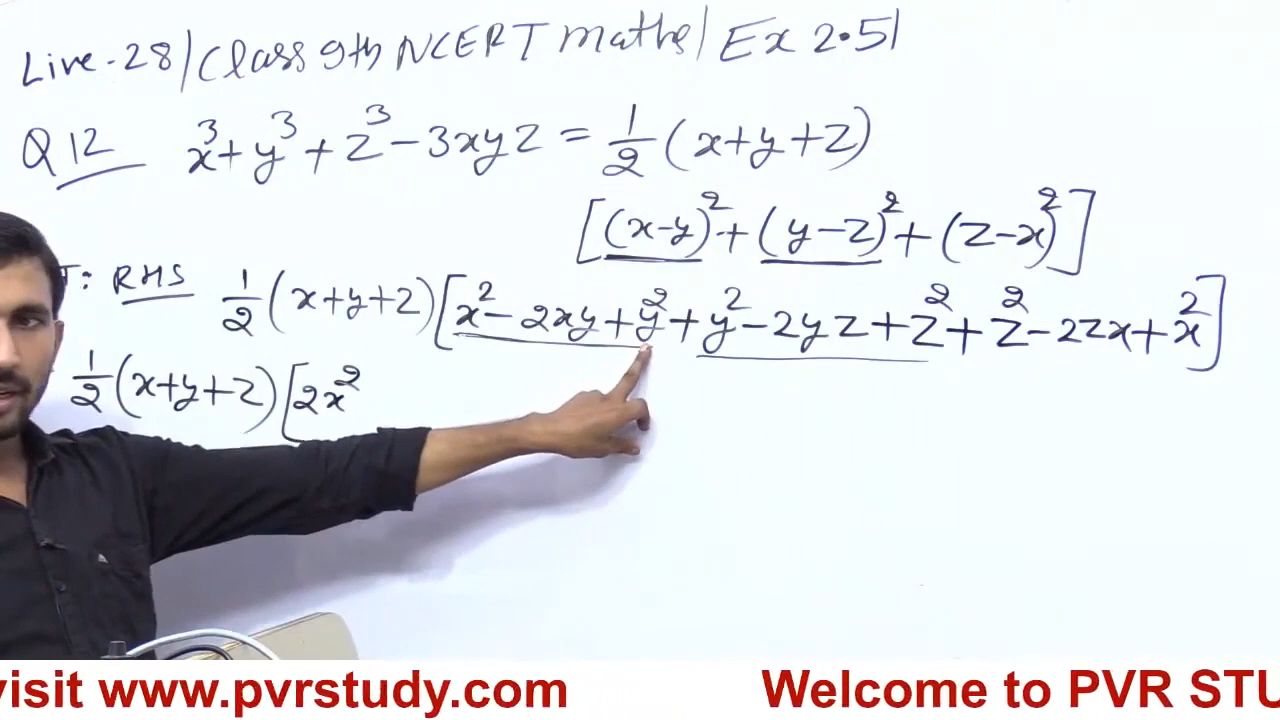 Live-28/Class 9th NCERT maths/Ex 2.5/
Q12 x³+y³+z³-3xyz = 1/2 (x+y+z)
[(x-y)²+(y-z)²+(z-x)²]
T: RHS 1/2 (x+y+z)[x²-2xy+y²+y²-2yz+z²+z²-2zx+x²]
1/2 (x+y+z)[2x²
visit www.pvrstudy.com Welcome to PVR STU